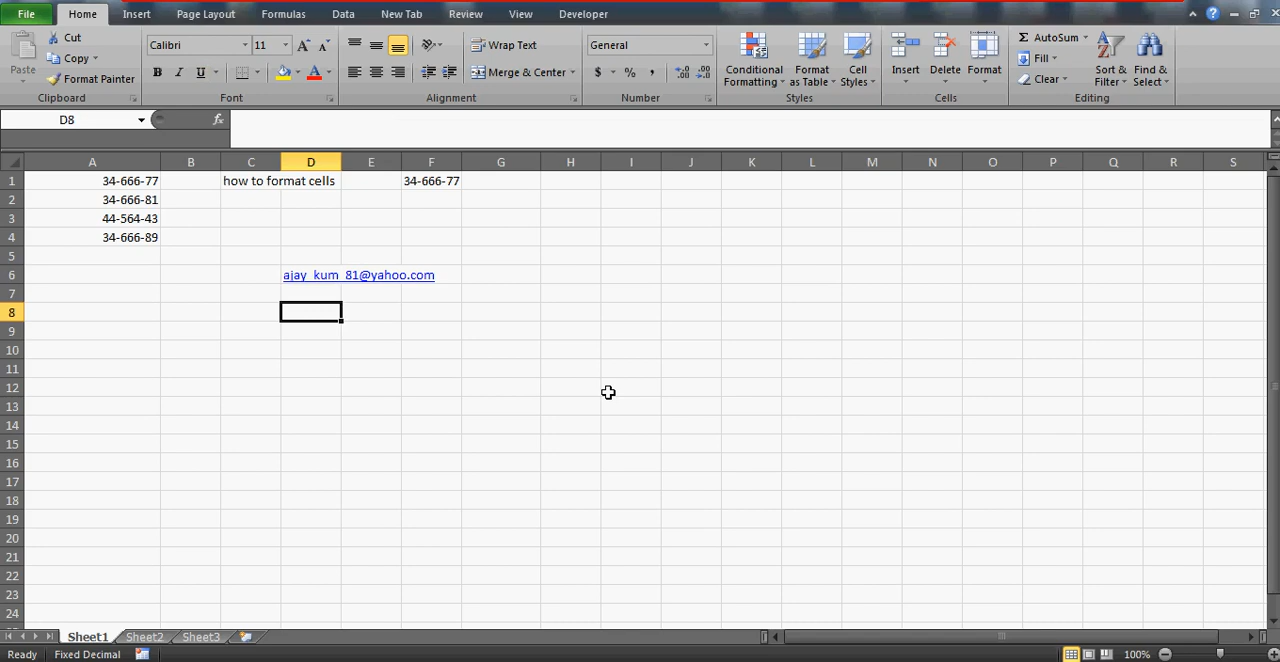 File Home Insert Page Layout Formulas Data New Tab Review View Developer
Cut Calibri 11 Wrap Text General AutoSum
Copy Fill
Paste Format Painter B I U Merge & Center $ % , Conditional Formatting Format as Table Cell Styles Insert Delete Format Clear Sort & Filter Find & Select
Clipboard Font Alignment Number Styles Cells Editing
D8 fx
A B C D E F G H I J K L M N O P Q R S
1 34-666-77 how to format cells 34-666-77
2 34-666-81
3 44-564-43
4 34-666-89
5
6 ajay_kum_81@yahoo.com
7
8
9
10
11
12
13
14
15
16
17
18
19
20
21
22
23
24
Sheet1 Sheet2 Sheet3
Ready Fixed Decimal 100%